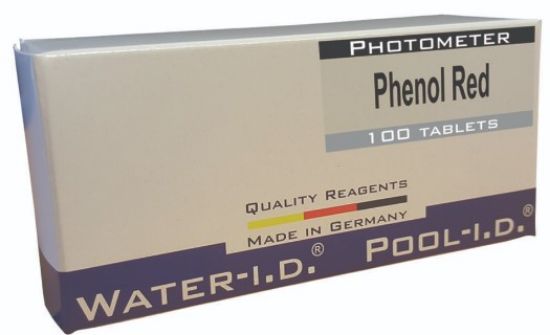 PHOTOMETER
Phenol Red
100 TABLETS
QUALITY REAGENTS
MADE IN GERMANY
WATER-I.D.® POOL-I.D.®